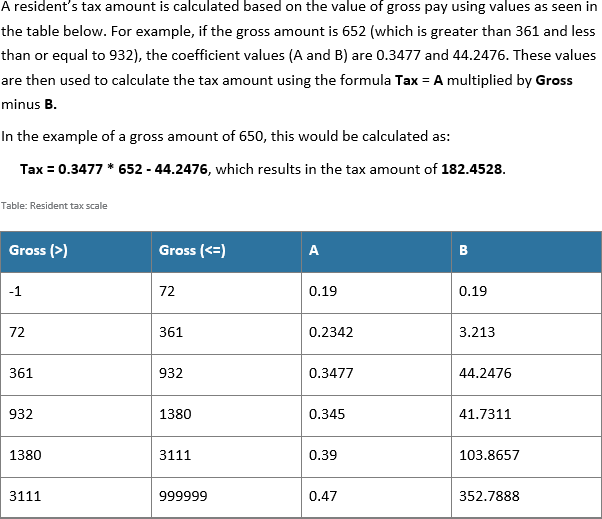 A resident's tax amount is calculated based on the value of gross pay using values as seen in
the table below. For example, if the gross amount is 652 (which is greater than 361 and less
than or equal to 932), the coefficient values (A and B) are 0.3477 and 44.2476. These values
are then used to calculate the tax amount using the formula Tax = A multiplied by Gross
minus B.
In the example of a gross amount of 650, this would be calculated as:
Tax = 0.3477 * 652 - 44.2476, which results in the tax amount of 182.4528.
Table: Resident tax scale
Gross (>) Gross (<=) A B
-1 72 0.19 0.19
72 361 0.2342 3.213
361 932 0.3477 44.2476
932 1380 0.345 41.7311
1380 3111 0.39 103.8657
3111 999999 0.47 352.7888